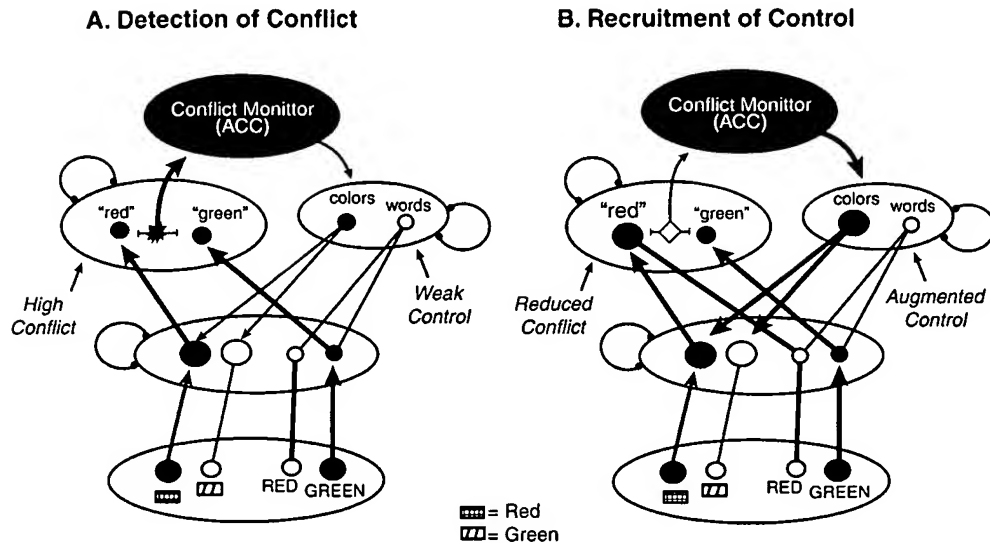 A. Detection of Conflict
Conflict Monittor
(ACC)
"red"
"green"
colors
words
High
Conflict
Weak
Control
RED
GREEN
B. Recruitment of Control
Conflict Monittor
(ACC)
"red"
"green"
colors
words
Reduced
Conflict
Augmented
Control
RED
GREEN
= Red
= Green